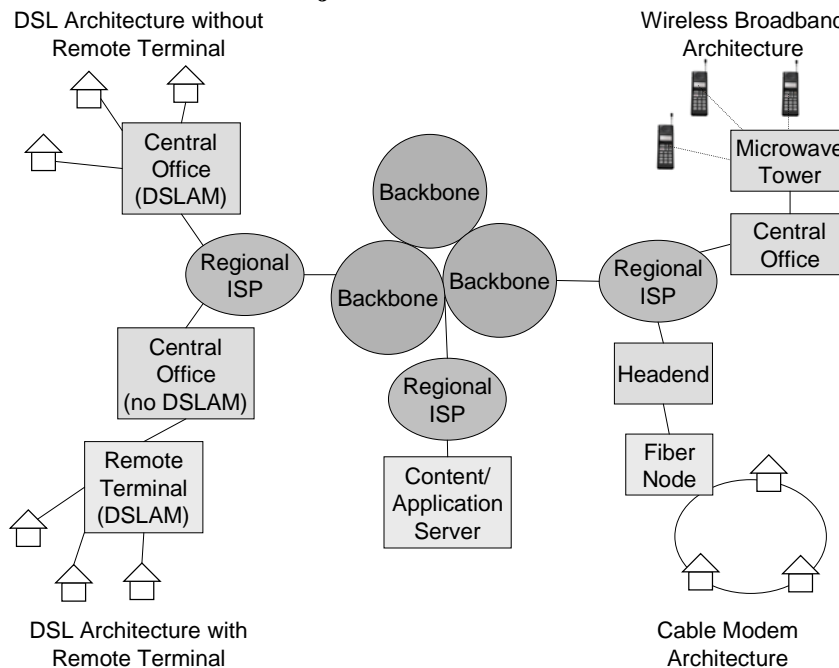 DSL Architecture without
Remote Terminal
Wireless Broadband
Architecture
Central
Office
(DSLAM)
Microwave
Tower
Central
Office
Backbone
Backbone
Backbone
Regional
ISP
Regional
ISP
Central
Office
(no DSLAM)
Headend
Regional
ISP
Remote
Terminal
(DSLAM)
Fiber
Node
Content/
Application
Server
DSL Architecture with
Remote Terminal
Cable Modem
Architecture